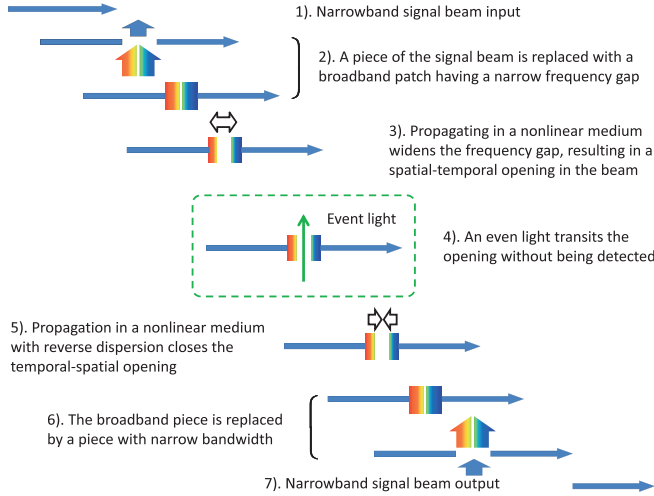 1). Narrowband signal beam input
2). A piece of the signal beam is replaced with a
broadband patch having a narrow frequency gap
3). Propagating in a nonlinear medium
widens the frequency gap, resulting in a
spatial-temporal opening in the beam
Event light
4). An even light transits the
opening without being detected
5). Propagation in a nonlinear medium
with reverse dispersion closes the
temporal-spatial opening
6). The broadband piece is replaced
by a piece with narrow bandwidth
7). Narrowband signal beam output